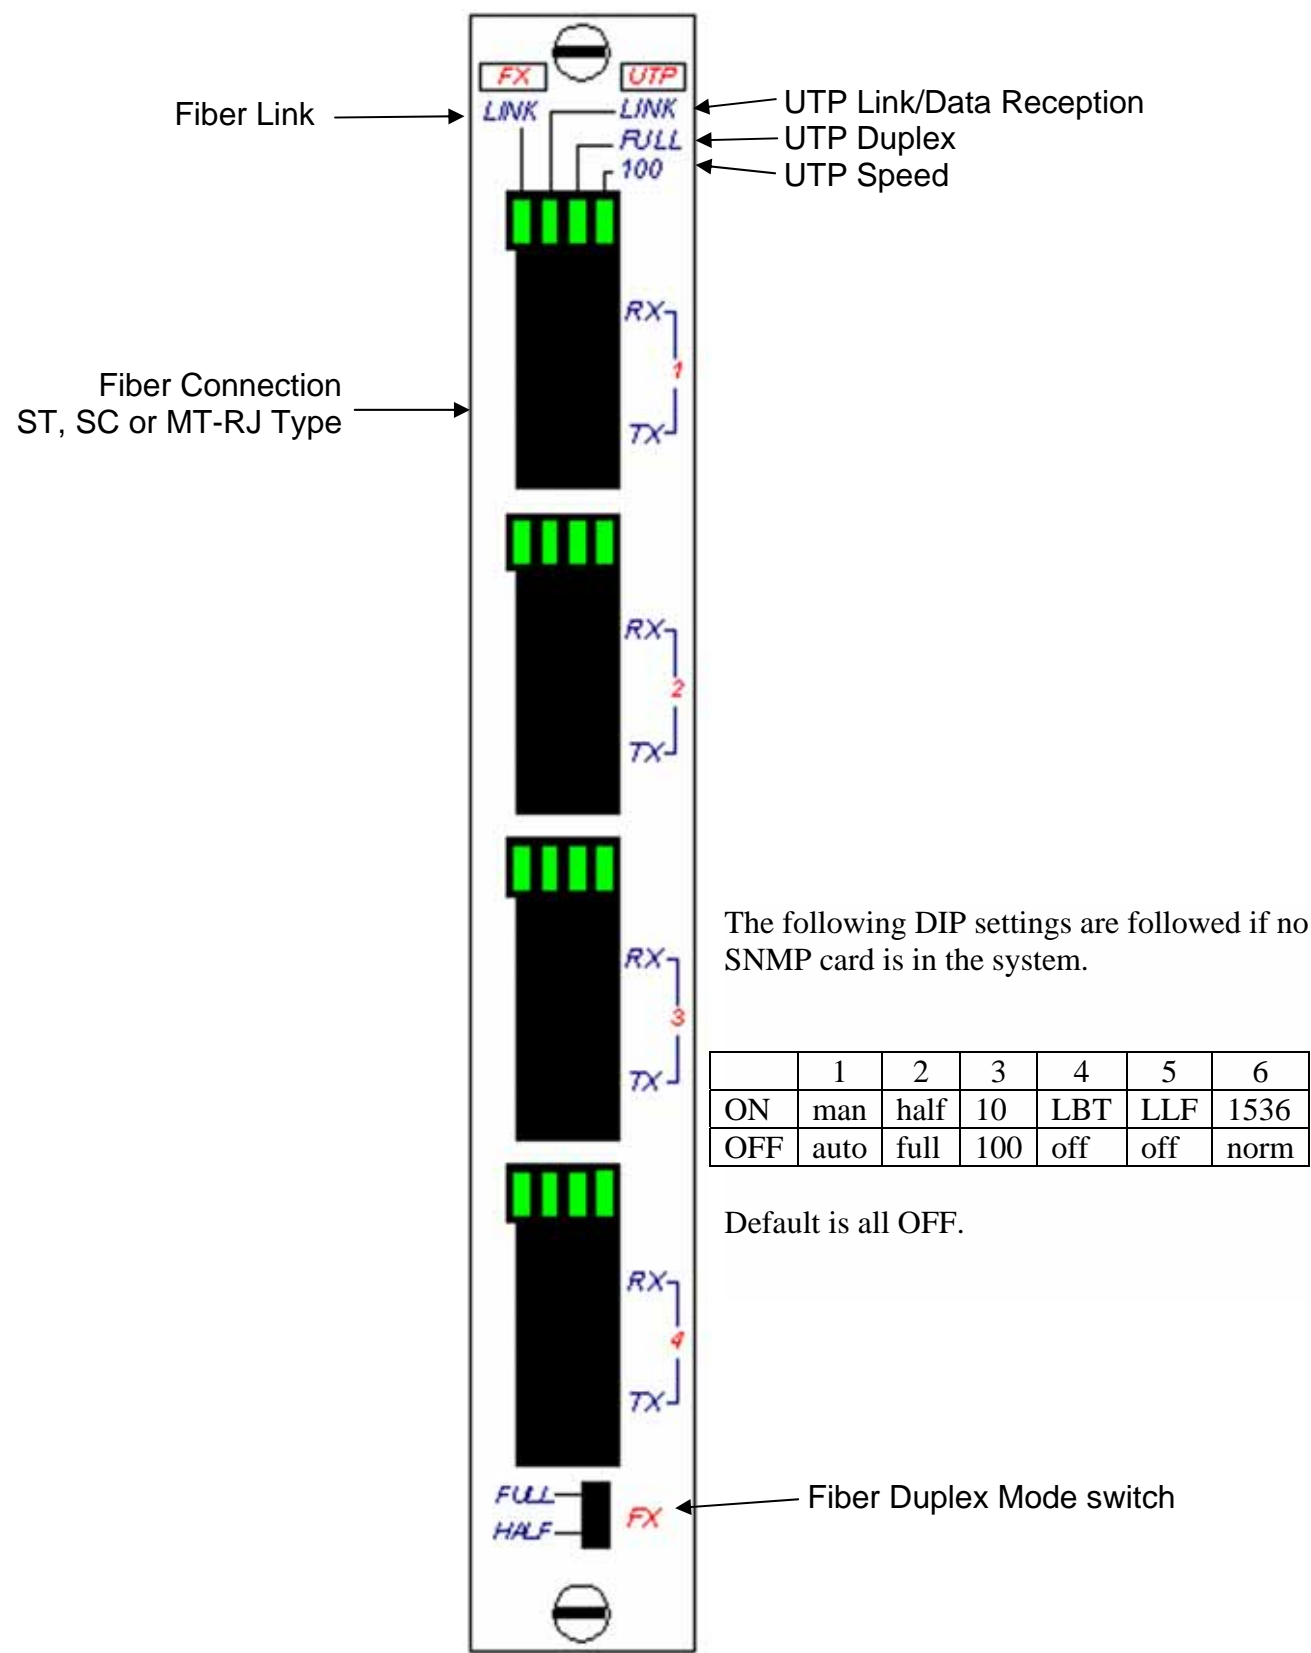 FX UTP
Fiber Link
LINK
LINK
UTP Link/Data Reception
FULL
UTP Duplex
100
UTP Speed
RX
1
Fiber Connection
ST, SC or MT-RJ Type
TX
RX
2
TX
The following DIP settings are followed if no
SNMP card is in the system.
RX
3
TX
1 2 3 4 5 6
ON man half 10 LBT LLF 1536
OFF auto full 100 off off norm
Default is all OFF.
RX
4
TX
FULL
HALF
FX
Fiber Duplex Mode switch